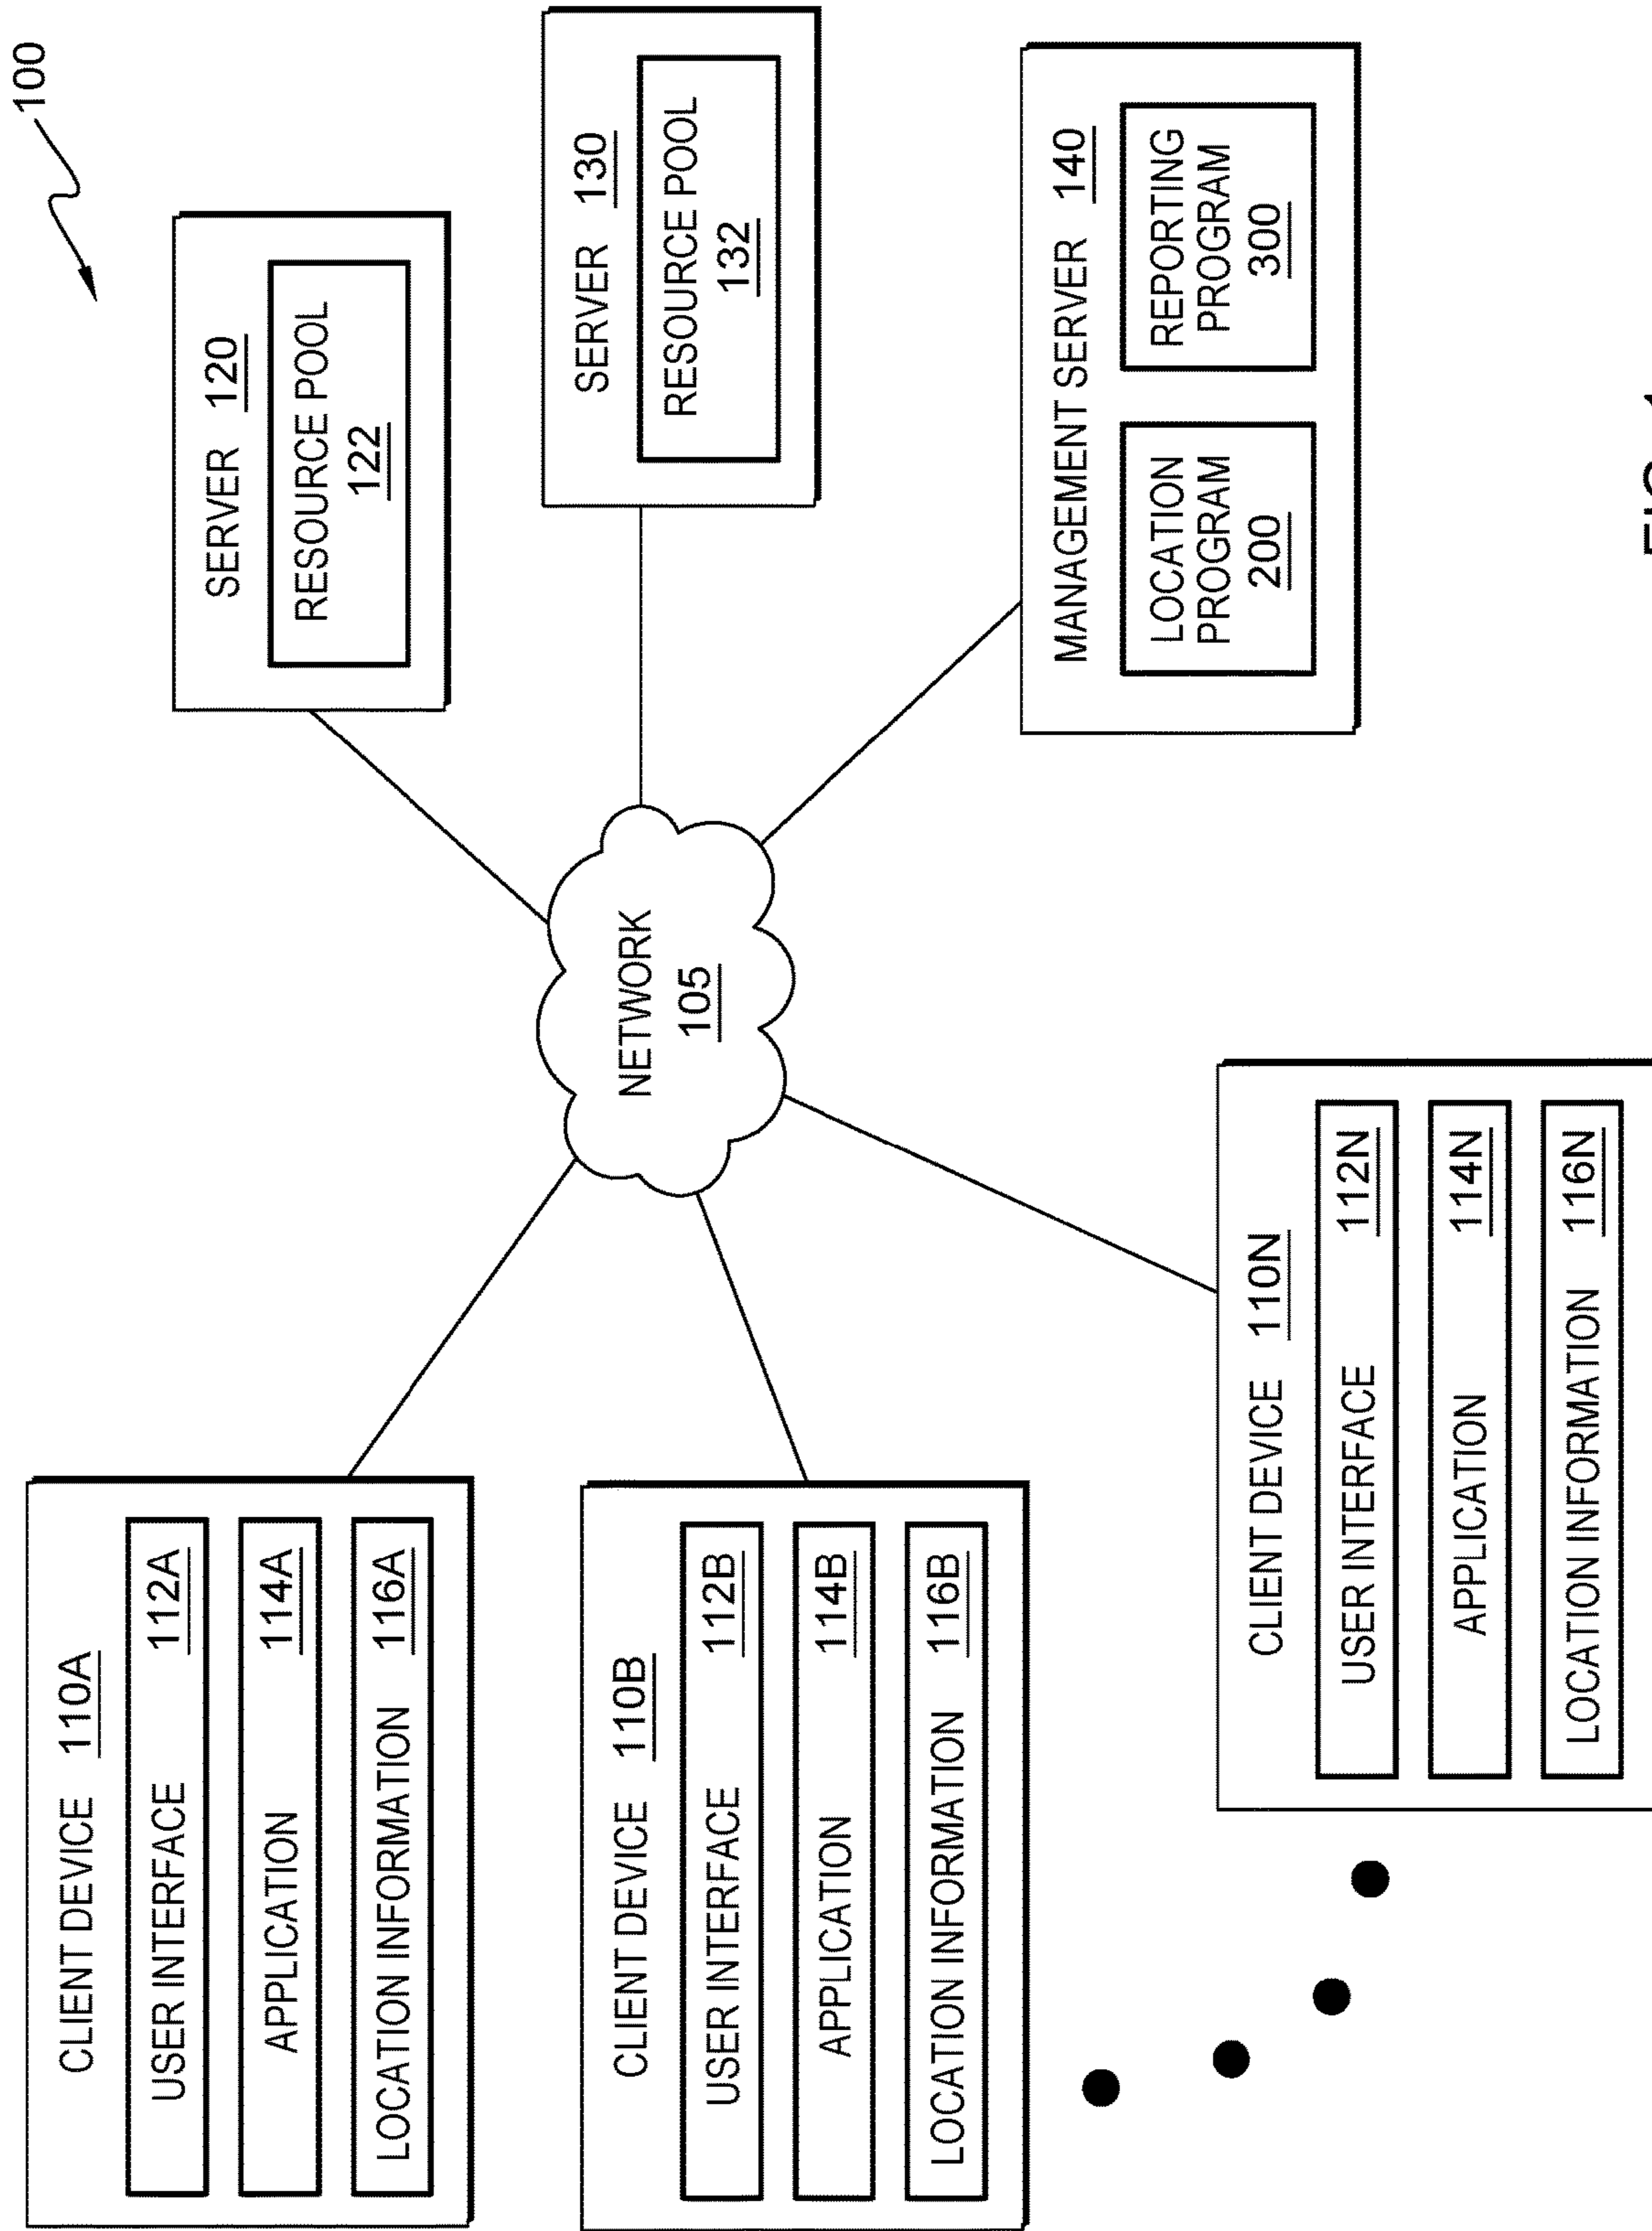 100
CLIENT DEVICE 110A
USER INTERFACE 112A
APPLICATION 114A
LOCATION INFORMATION 116A
CLIENT DEVICE 110B
USER INTERFACE 112B
APPLICATION 114B
LOCATION INFORMATION 116B
CLIENT DEVICE 110N
USER INTERFACE 112N
APPLICATION 114N
LOCATION INFORMATION 116N
NETWORK
105
SERVER 120
RESOURCE POOL
122
SERVER 130
RESOURCE POOL
132
MANAGEMENT SERVER 140
LOCATION
PROGRAM
200
REPORTING
PROGRAM
300